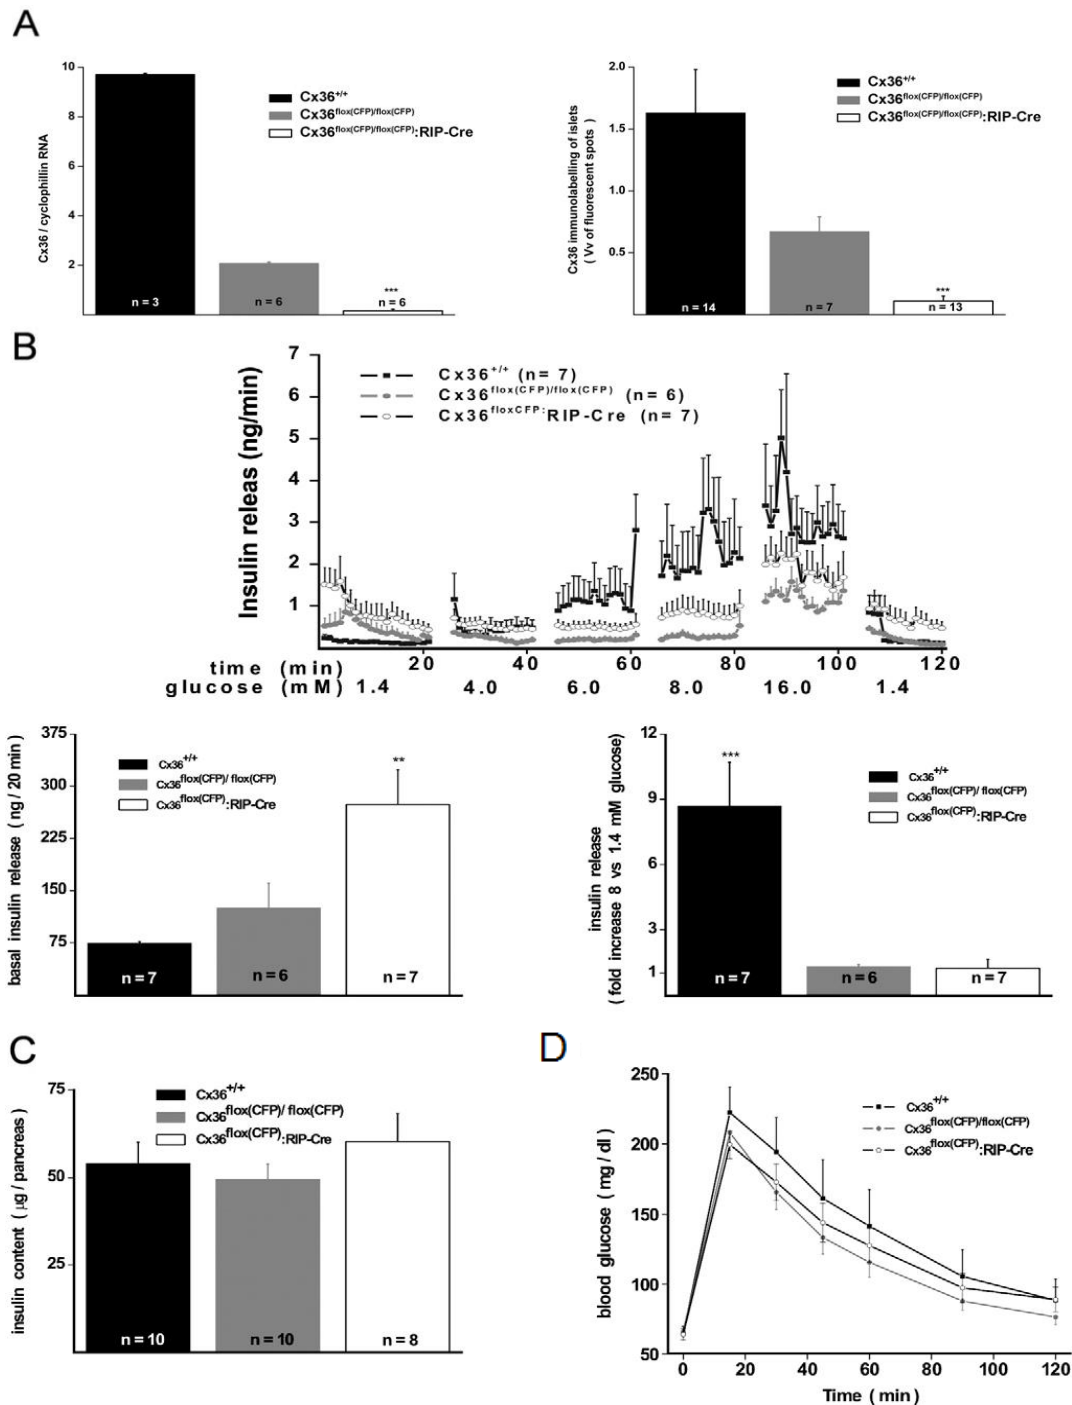 A
Cx36 / cyclophillin RNA
10
8
6
4
2
Cx36+/+
Cx36flox(CFP)/flox(CFP)
Cx36flox(CFP)/flox(CFP):RIP-Cre
n = 3
n = 6
***
n = 6
Cx36 immunolabelling of islets
( Vv of fluorescent spots )
2.0
1.5
1.0
0.5
Cx36+/+
Cx36flox(CFP)/flox(CFP)
Cx36flox(CFP)/flox(CFP):RIP-Cre
n = 14
n = 7
***
n = 13
B
Insulin releas (ng/min)
7
6
5
4
3
2
1
Cx36+/+ (n= 7)
Cx36flox(CFP)/flox(CFP) (n= 6)
Cx36floxCFP:RIP-Cre (n= 7)
time (min) 20 40 60 80 100 120
glucose (mM) 1.4 4.0 6.0 8.0 16.0 1.4
basal insulin release ( ng / 20 min )
375
300
225
150
75
Cx36+/+
Cx36flox(CFP)/ flox(CFP)
Cx36flox(CFP):RIP-Cre
**
n = 7
n = 6
n = 7
insulin release
( fold increase 8 vs 1.4 mM glucose)
12
9
6
3
1
***
Cx36+/+
Cx36flox(CFP)/ flox(CFP)
Cx36flox(CFP):RIP-Cre
n = 7
n = 6
n = 7
C
insulin content ( µg / pancreas )
75
50
25
Cx36+/+
Cx36flox(CFP)/ flox(CFP)
Cx36flox(CFP):RIP-Cre
n = 10
n = 10
n = 8
D
blood glucose ( mg / dl )
250
200
150
100
50
Cx36+/+
Cx36flox(CFP)/flox(CFP)
Cx36flox(CFP):RIP-Cre
0 20 40 60 80 100 120
Time ( min )